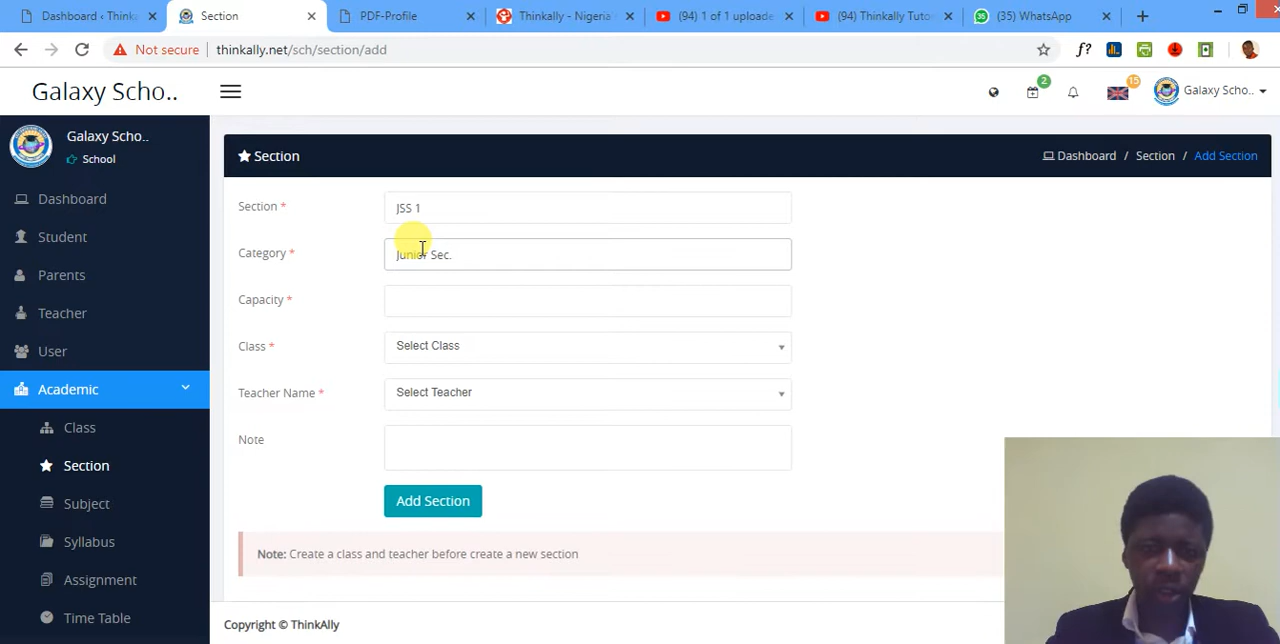 Dashboard ‹ Think
Section
PDF-Profile
Thinkally - Nigeria
(94) 1 of 1 uploade
(94) Thinkally Tuto
(35) WhatsApp
Not secure
thinkally.net/sch/section/add
f?
Galaxy Scho..
2
15
Galaxy Scho..
Galaxy Scho..
School
Section
Dashboard / Section / Add Section
Dashboard
Student
Parents
Teacher
User
Academic
Class
Section
Subject
Syllabus
Assignment
Time Table
Section *
JSS 1
Category *
Junior Sec.
Capacity *
Class *
Select Class
Teacher Name *
Select Teacher
Note
Add Section
Note: Create a class and teacher before create a new section
Copyright © ThinkAlly